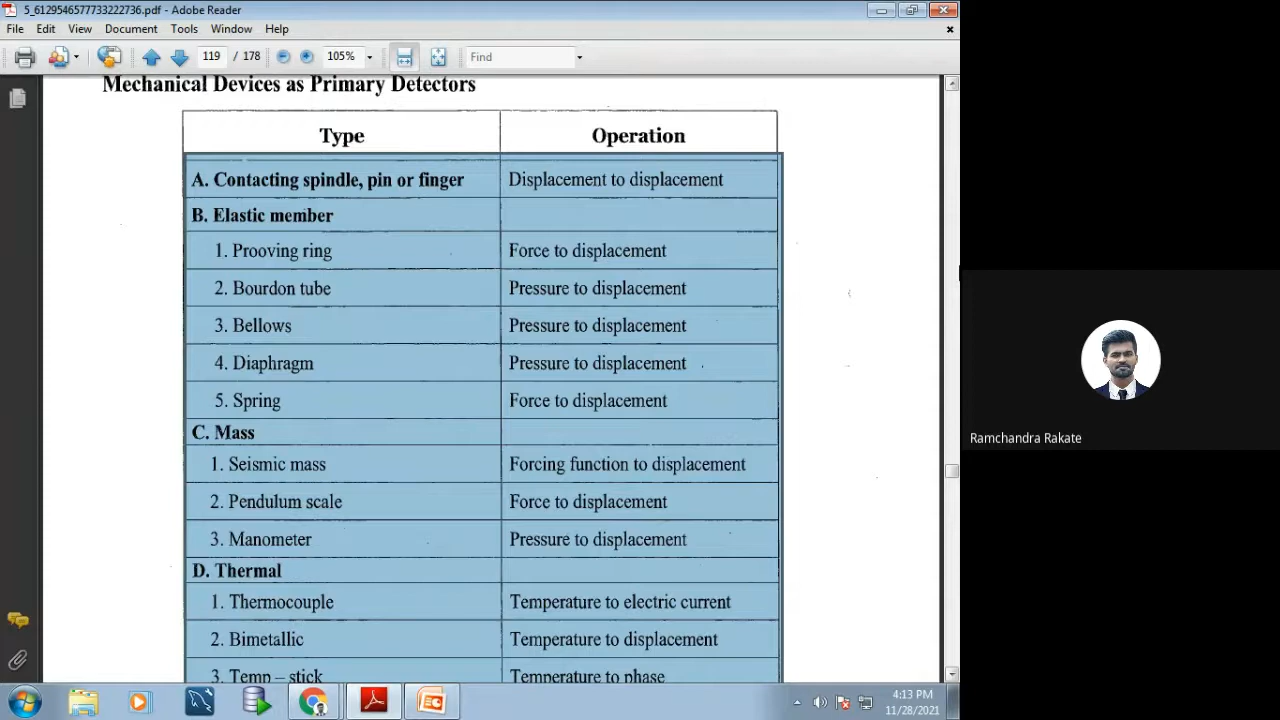 5_6129546577733222736.pdf - Adobe Reader
File Edit View Document Tools Window Help
119 / 178 105% Find
Mechanical Devices as Primary Detectors
Type Operation
A. Contacting spindle, pin or finger Displacement to displacement
B. Elastic member
1. Prooving ring Force to displacement
2. Bourdon tube Pressure to displacement
3. Bellows Pressure to displacement
4. Diaphragm Pressure to displacement
5. Spring Force to displacement
C. Mass
1. Seismic mass Forcing function to displacement
2. Pendulum scale Force to displacement
3. Manometer Pressure to displacement
D. Thermal
1. Thermocouple Temperature to electric current
2. Bimetallic Temperature to displacement
3. Temp – stick Temperature to phase
Ramchandra Rakate
4:13 PM
11/28/2021